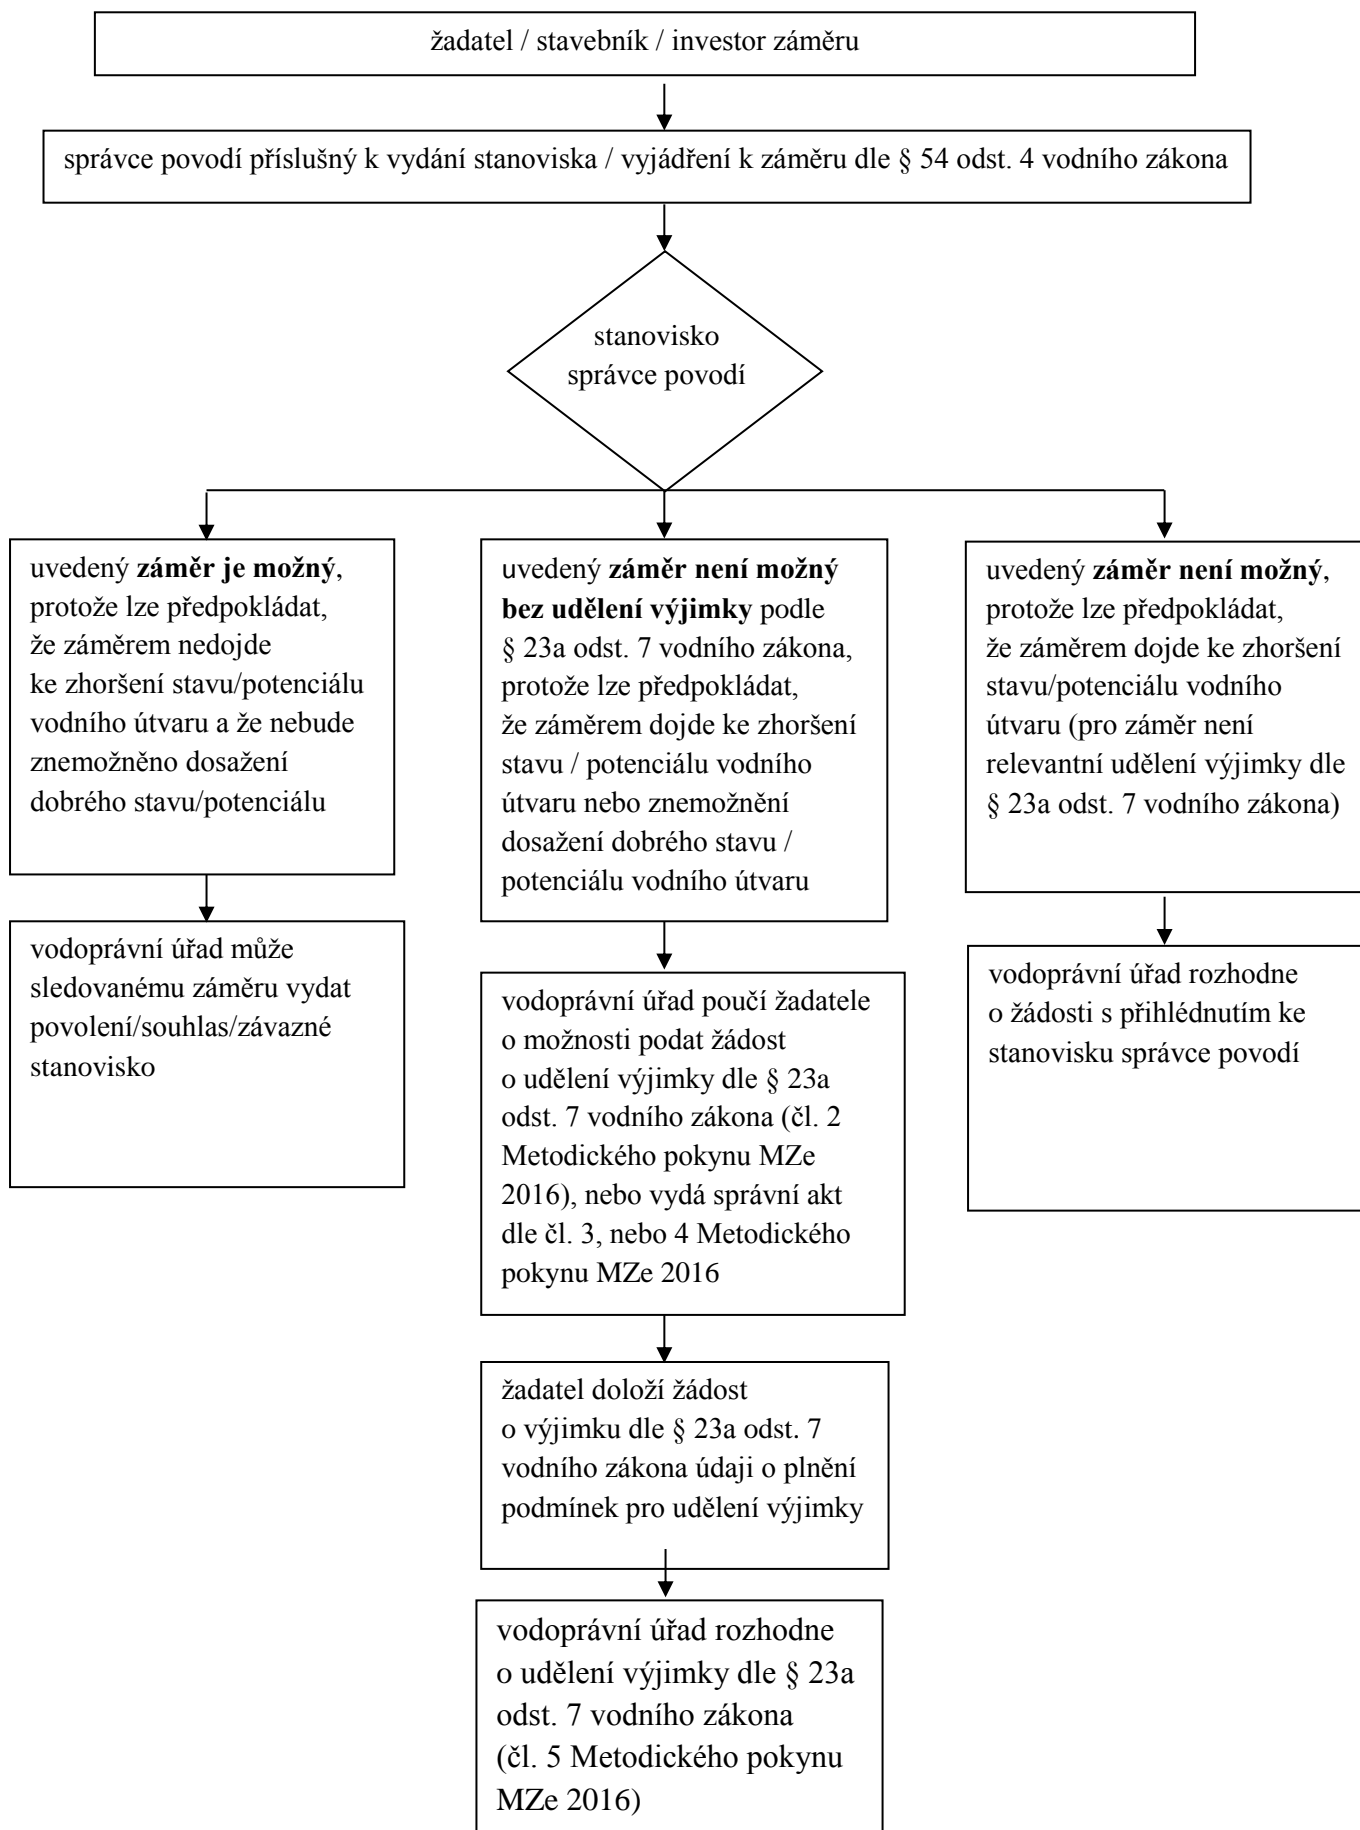 žadatel / stavebník / investor záměru
správce povodí příslušný k vydání stanoviska / vyjádření k záměru dle § 54 odst. 4 vodního zákona
stanovisko
správce povodí
uvedený záměr je možný,
protože lze předpokládat,
že záměrem nedojde
ke zhoršení stavu/potenciálu
vodního útvaru a že nebude
znemožněno dosažení
dobrého stavu/potenciálu
uvedený záměr není možný
bez udělení výjimky podle
§ 23a odst. 7 vodního zákona,
protože lze předpokládat,
že záměrem dojde ke zhoršení
stavu / potenciálu vodního
útvaru nebo znemožnění
dosažení dobrého stavu /
potenciálu vodního útvaru
uvedený záměr není možný,
protože lze předpokládat,
že záměrem dojde ke zhoršení
stavu/potenciálu vodního
útvaru (pro záměr není
relevantní udělení výjimky dle
§ 23a odst. 7 vodního zákona)
vodoprávní úřad může
sledovanému záměru vydat
povolení/souhlas/závazné
stanovisko
vodoprávní úřad poučí žadatele
o možnosti podat žádost
o udělení výjimky dle § 23a
odst. 7 vodního zákona (čl. 2
Metodického pokynu MZe
2016), nebo vydá správní akt
dle čl. 3, nebo 4 Metodického
pokynu MZe 2016
vodoprávní úřad rozhodne
o žádosti s přihlédnutím ke
stanovisku správce povodí
žadatel doloží žádost
o výjimku dle § 23a odst. 7
vodního zákona údaji o plnění
podmínek pro udělení výjimky
vodoprávní úřad rozhodne
o udělení výjimky dle § 23a
odst. 7 vodního zákona
(čl. 5 Metodického pokynu
MZe 2016)